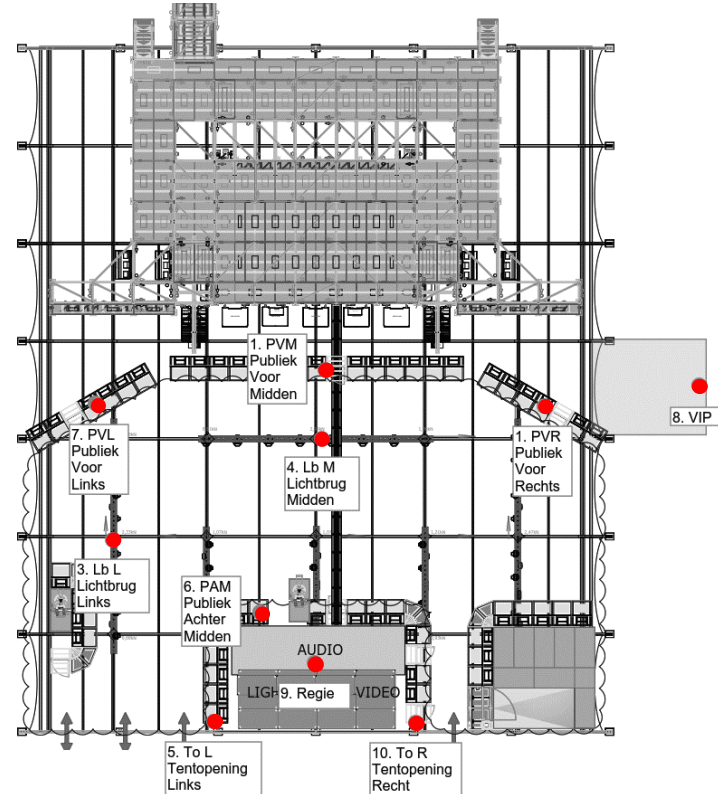 1. PVM
Publiek
Voor
Midden
8. VIP
7. PVL
Publiek
Voor
Links
4. Lb M
Lichtbrug
Midden
1. PVR
Publiek
Voor
Rechts
3. Lb L
Lichtbrug
Links
6. PAM
Publiek
Achter
Midden
AUDIO
LIGH
9. Regie
VIDEO
5. To L
Tentopening
Links
10. To R
Tentopening
Recht